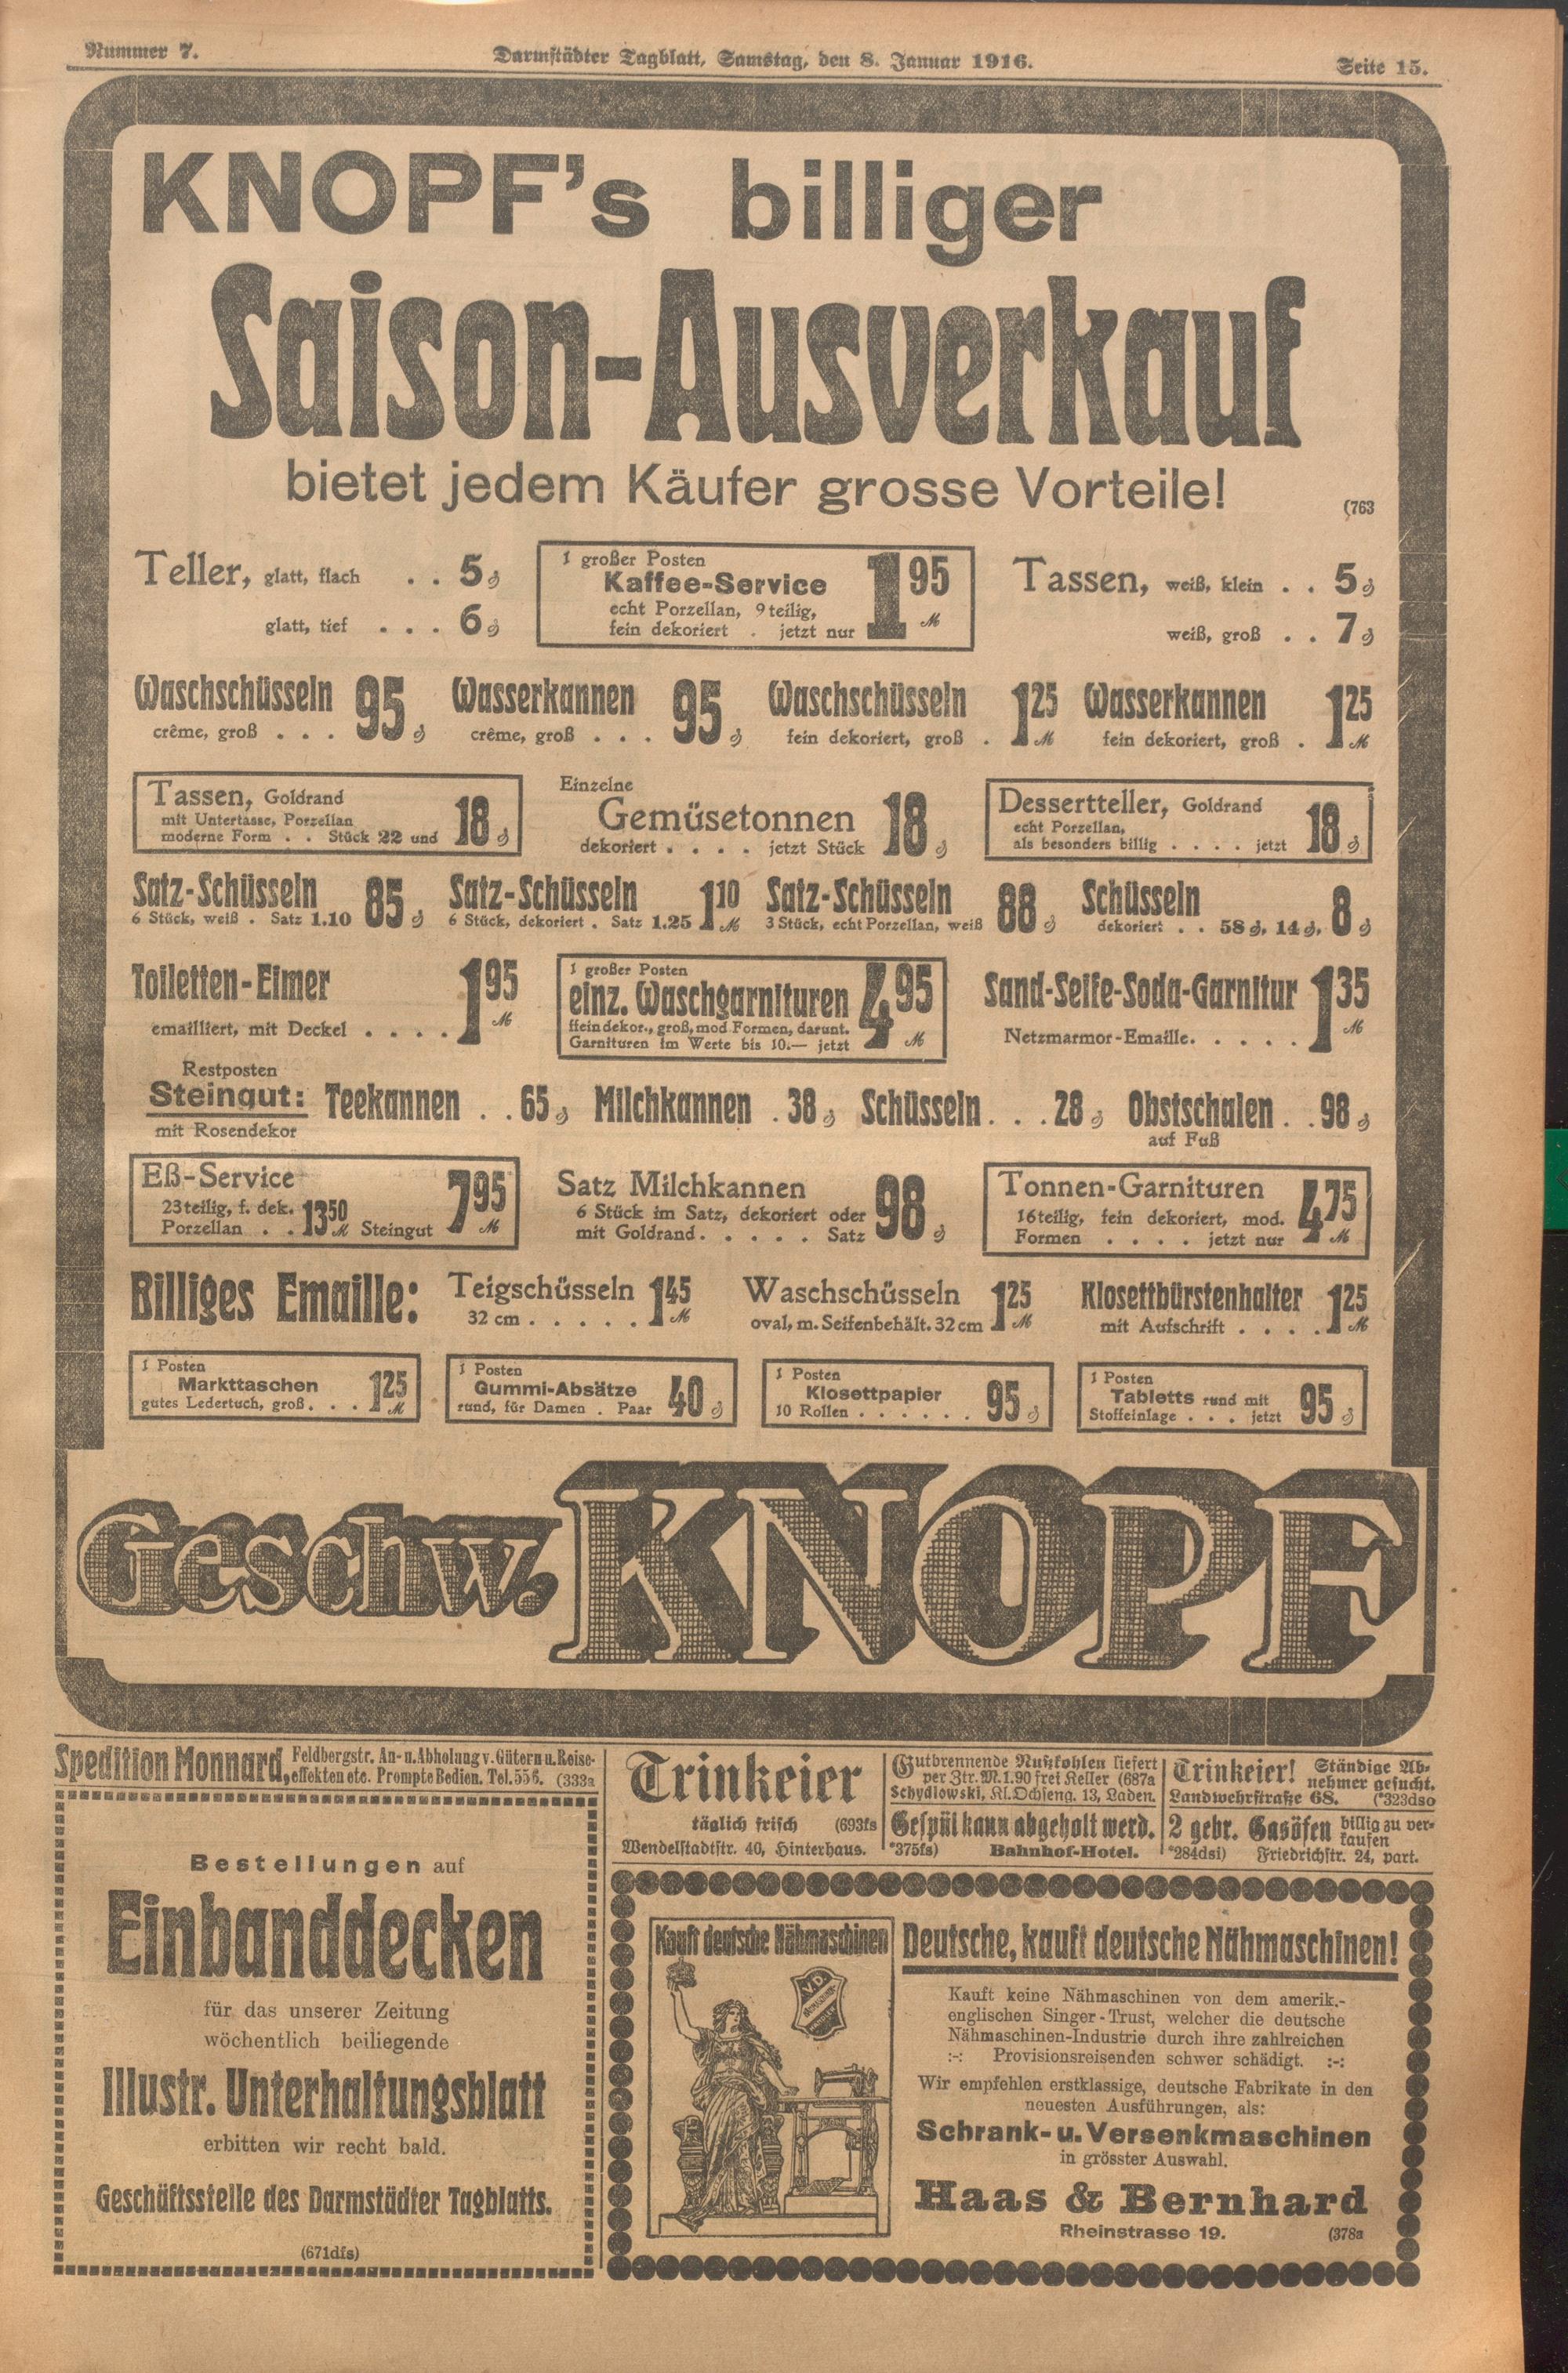 Nummer 7.
Darmstädter Tagblatt, Samstag, den 8. Januar 1916.
Seite 15.
KNOPF's billiger
Saison-Ausverkauf
bietet jedem Käufer grosse Vorteile!
(763
Teller, glatt, flach . . 5 ₰
glatt, tief . . . 6 ₰
1 großer Posten
Kaffee-Service
echt Porzellan, 9 teilig,
fein dekoriert . jetzt nur
1 95 ℳ
Tassen, weiß, klein . . 5 ₰
weiß, groß . . 7 ₰
Waschschüsseln 95 ₰
crême, groß . . .
Wasserkannen 95 ₰
crême, groß . . .
Waschschüsseln 1 25 ℳ
fein dekoriert, groß .
Wasserkannen 1 25 ℳ
fein dekoriert, groß .
Tassen, Goldrand
mit Untertasse, Porzellan
moderne Form . . Stück 22 und 18 ₰
Einzelne
Gemüsetonnen
dekoriert . . . . jetzt Stück 18 ₰
Dessertteller, Goldrand
echt Porzellan,
als besonders billig . . . . jetzt 18 ₰
Satz-Schüsseln 85 ₰
6 Stück, weiß . Satz 1.10
Satz-Schüsseln 1 10 ℳ
6 Stück, dekoriert . Satz 1.25
Satz-Schüsseln 88 ₰
3 Stück, echt Porzellan, weiß
Schüsseln
dekoriert . . 58 ₰, 14 ₰, 8 ₰
Toiletten-Eimer 1 95 ℳ
emailliert, mit Deckel . . . .
1 großer Posten
einz. Waschgarnituren 4 95 ℳ
ffein dekor., groß, mod Formen, darunt.
Garnituren im Werte bis 10.— jetzt
Sand-Seife-Soda-Garnitur 1 35 ℳ
Netzmarmor-Emaille. . . . .
Restposten
Steingut:
mit Rosendekor
Teekannen . . 65 ₰ Milchkannen . 38 ₰ Schüsseln . . . 28 ₰ Obstschalen . . 98 ₰
auf Fuß
Eß-Service
23teilig, f. dek.
Porzellan . . 13 50 ℳ Steingut 7 95 ℳ
Satz Milchkannen
6 Stück im Satz, dekoriert oder
mit Goldrand. . . . . Satz 98 ₰
Tonnen-Garnituren
16teilig, fein dekoriert, mod.
Formen . . . . jetzt nur 4 75 ℳ
Billiges Emaille:
Teigschüsseln 1 45 ℳ
32 cm . . . . .
Waschschüsseln 1 25 ℳ
oval, m. Seifenbehält. 32 cm
Klosettbürstenhalter 1 25 ℳ
mit Aufschrift . . . .
1 Posten
Markttaschen
gutes Ledertuch, groß. . . 1 25 ℳ
1 Posten
Gummi-Absätze
rund, für Damen . Paar 40 ₰
1 Posten
Klosettpapier
10 Rollen . . . . . . 95 ₰
1 Posten
Tabletts rund mit
Stoffeinlage . . . jetzt 95 ₰
Geschw. KNOPF
Spedition Monnard, Feldbergstr. An- u. Abholung v. Gütern u. Reise-
effekten etc. Prompte Bedien. Tel. 556. (333a
Bestellungen auf
Einbanddecken
für das unserer Zeitung
wöchentlich beiliegende
Illustr. Unterhaltungsblatt
erbitten wir recht bald.
Geschäftsstelle des Darmstädter Tagblatts.
(671dfs)
Trinkeier
täglich frisch (693fs
Wendelstadtstr. 40, Hinterhaus.
Gutbrennende Nußkohlen liefert
per Ztr. M. 1.90 frei Keller (687a
Schydlowski, Kl. Ochseng. 13, Laden.
Gespül kann abgeholt werd.
*375fs) Bahnhof-Hotel.
Trinkeier! Ständige Ab-
nehmer gesucht.
Landwehrstraße 68. (*323dso
2 gebr. Gasöfen billig zu ver-
kaufen
*284dsi) Friedrichstr. 24, part.
Kauft deutsche Nähmaschinen
V.D.
Deutsche, kauft deutsche Nähmaschinen!
Kauft keine Nähmaschinen von dem amerik.-
englischen Singer-Trust, welcher die deutsche
Nähmaschinen-Industrie durch ihre zahlreichen
:-: Provisionsreisenden schwer schädigt. :-:
Wir empfehlen erstklassige, deutsche Fabrikate in den
neuesten Ausführungen, als:
Schrank- u. Versenkmaschinen
in grösster Auswahl.
Haas & Bernhard
Rheinstrasse 19. (378a